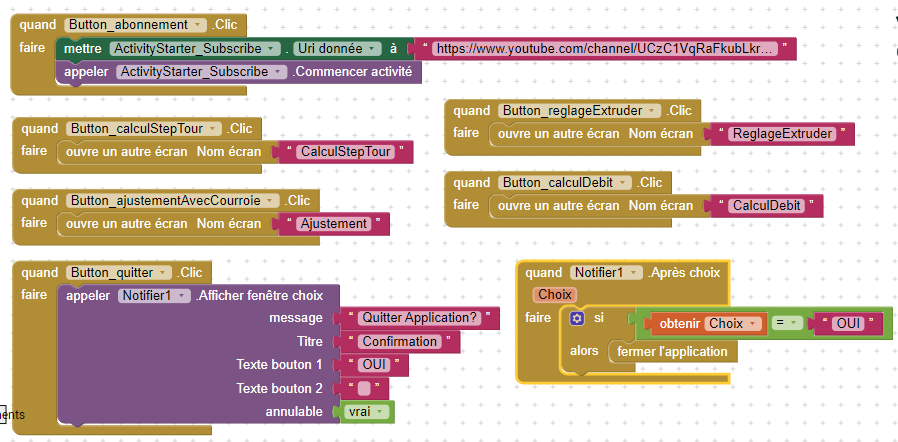 quand Button_abonnement .Clic
faire mettre ActivityStarter_Subscribe . Uri donnée à " https://www.youtube.com/channel/UCzC1VqRaFkubLkr... "
appeler ActivityStarter_Subscribe .Commencer activité
quand Button_calculStepTour .Clic
faire ouvre un autre écran Nom écran " CalculStepTour "
quand Button_reglageExtruder .Clic
faire ouvre un autre écran Nom écran " ReglageExtruder "
quand Button_ajustementAvecCourroie .Clic
faire ouvre un autre écran Nom écran " Ajustement "
quand Button_calculDebit .Clic
faire ouvre un autre écran Nom écran " CalculDebit "
quand Button_quitter .Clic
faire appeler Notifier1 .Afficher fenêtre choix
message " Quitter Application? "
Titre " Confirmation "
Texte bouton 1 " OUI "
Texte bouton 2 " "
annulable vrai
quand Notifier1 .Après choix
Choix
faire si obtenir Choix = " OUI "
alors fermer l'application
ents